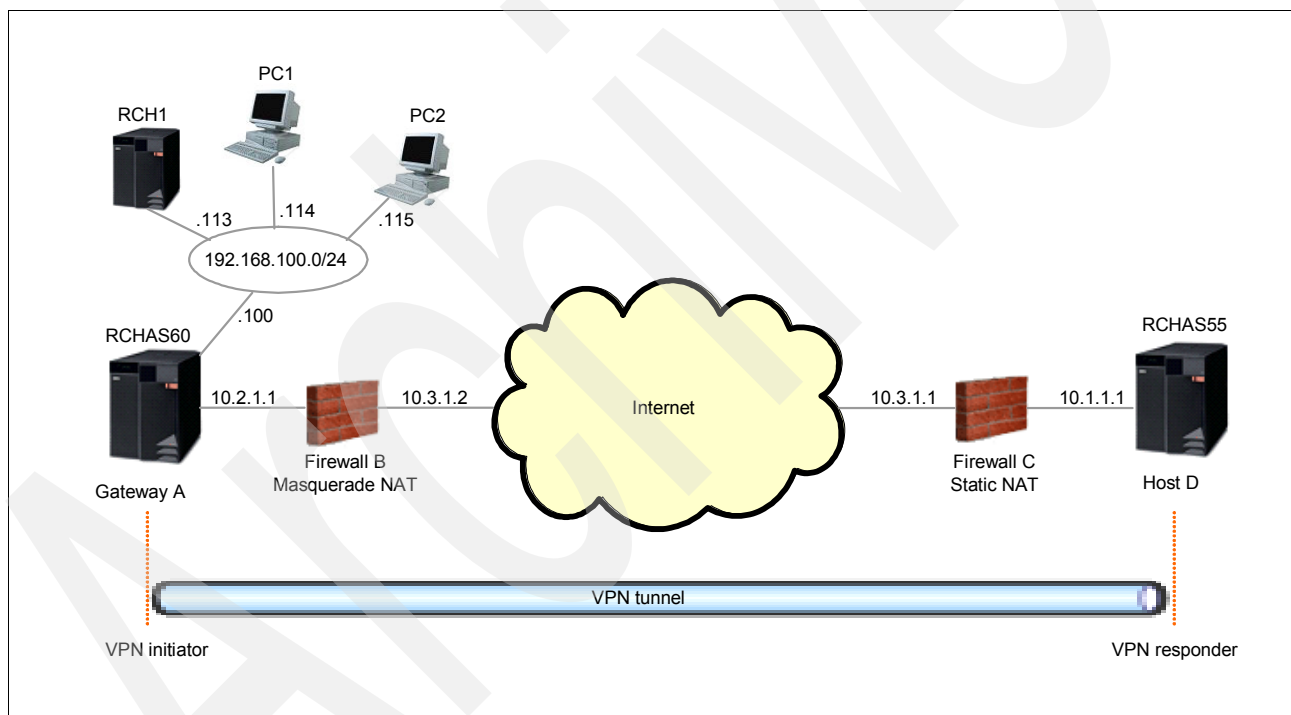 PC1
RCH1
PC2
.113
.114
.115
192.168.100.0/24
.100
RCHAS60
RCHAS55
10.2.1.1
10.3.1.2
Internet
10.3.1.1
10.1.1.1
Firewall B
Masquerade NAT
Firewall C
Static NAT
Gateway A
Host D
VPN tunnel
VPN initiator
VPN responder
Archive